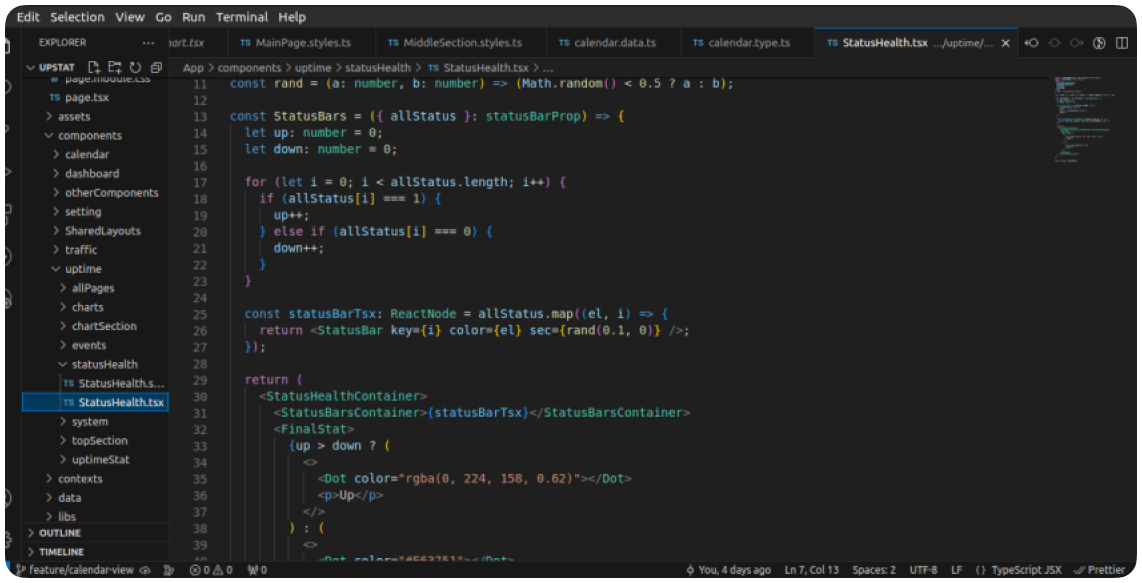 Edit Selection View Go Run Terminal Help
EXPLORER ...
art.tsx TS MainPage.styles.ts TS MiddleSection.styles.ts TS calendar.data.ts TS calendar.type.ts TS StatusHealth.tsx .../uptime/...
UPSTAT
App > components > uptime > statusHealth > TS StatusHealth.tsx > ...
page.module.css
TS page.tsx
> assets
components
> calendar
> dashboard
> otherComponents
> setting
> SharedLayouts
> traffic
uptime
> allPages
> charts
> chartSection
> events
statusHealth
TS StatusHealth.s...
TS StatusHealth.tsx
> system
> topSection
> uptimeStat
> contexts
> data
> libs
> OUTLINE
> TIMELINE
11 const rand = (a: number, b: number) => (Math.random() < 0.5 ? a : b);
12
13 const StatusBars = ({ allStatus }: statusBarProp) => {
14 let up: number = 0;
15 let down: number = 0;
16
17 for (let i = 0; i < allStatus.length; i++) {
18 if (allStatus[i] === 1) {
19 up++;
20 } else if (allStatus[i] === 0) {
21 down++;
22 }
23 }
24
25 const statusBarTsx: ReactNode = allStatus.map((el, i) => {
26 return <StatusBar key={i} color={el} sec={rand(0.1, 0)} />;
27 });
28
29 return (
30 <StatusHealthContainer>
31 <StatusBarsContainer>{statusBarTsx}</StatusBarsContainer>
32 <FinalStat>
33 {up > down ? (
34 <>
35 <Dot color="rgba(0, 224, 158, 0.62)"></Dot>
36 <p>Up</p>
37 </>
38 ) : (
39 <>
40 <Dot color="#E63751"></Dot>
feature/calendar-view 0 0 0 You, 4 days ago Ln 7, Col 13 Spaces: 2 UTF-8 LF {} TypeScript JSX Prettier